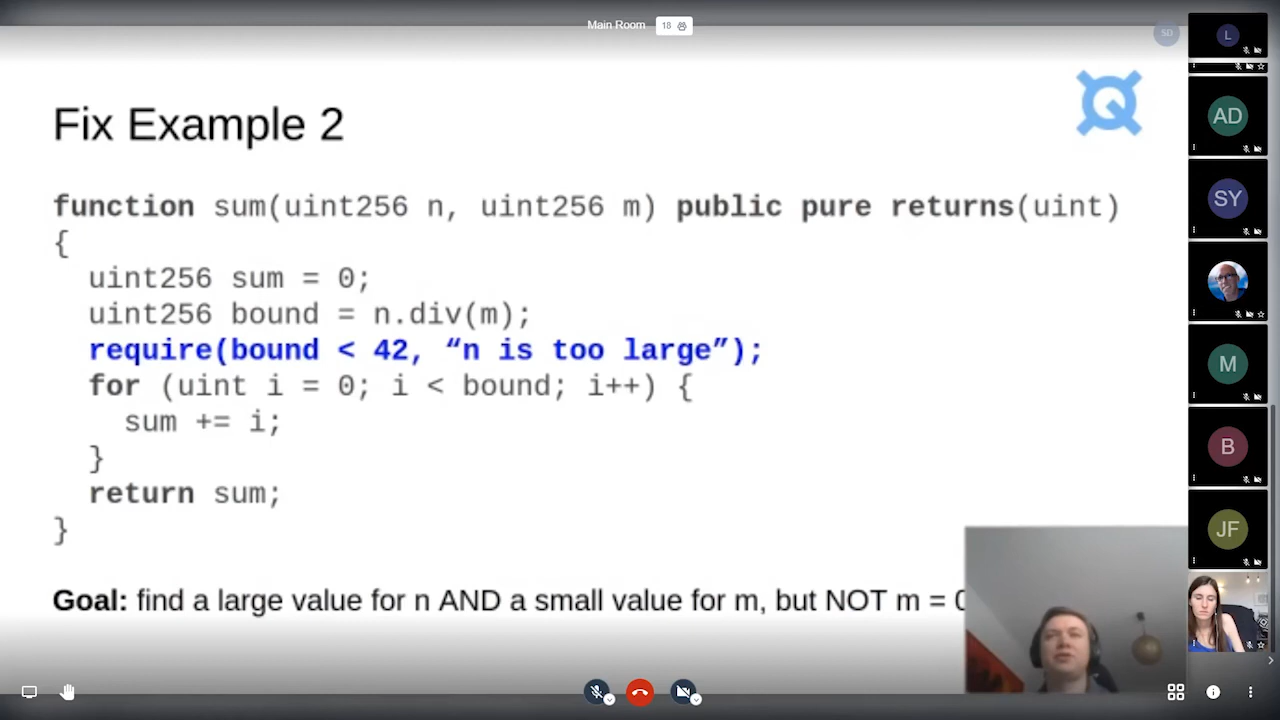 Main Room 18
SD
L
Fix Example 2
AD
function sum(uint256 n, uint256 m) public pure returns(uint)
{
uint256 sum = 0;
uint256 bound = n.div(m);
require(bound < 42, “n is too large”);
for (uint i = 0; i < bound; i++) {
sum += i;
}
return sum;
}
Goal: find a large value for n AND a small value for m, but NOT m = 0
SY
M
B
JF